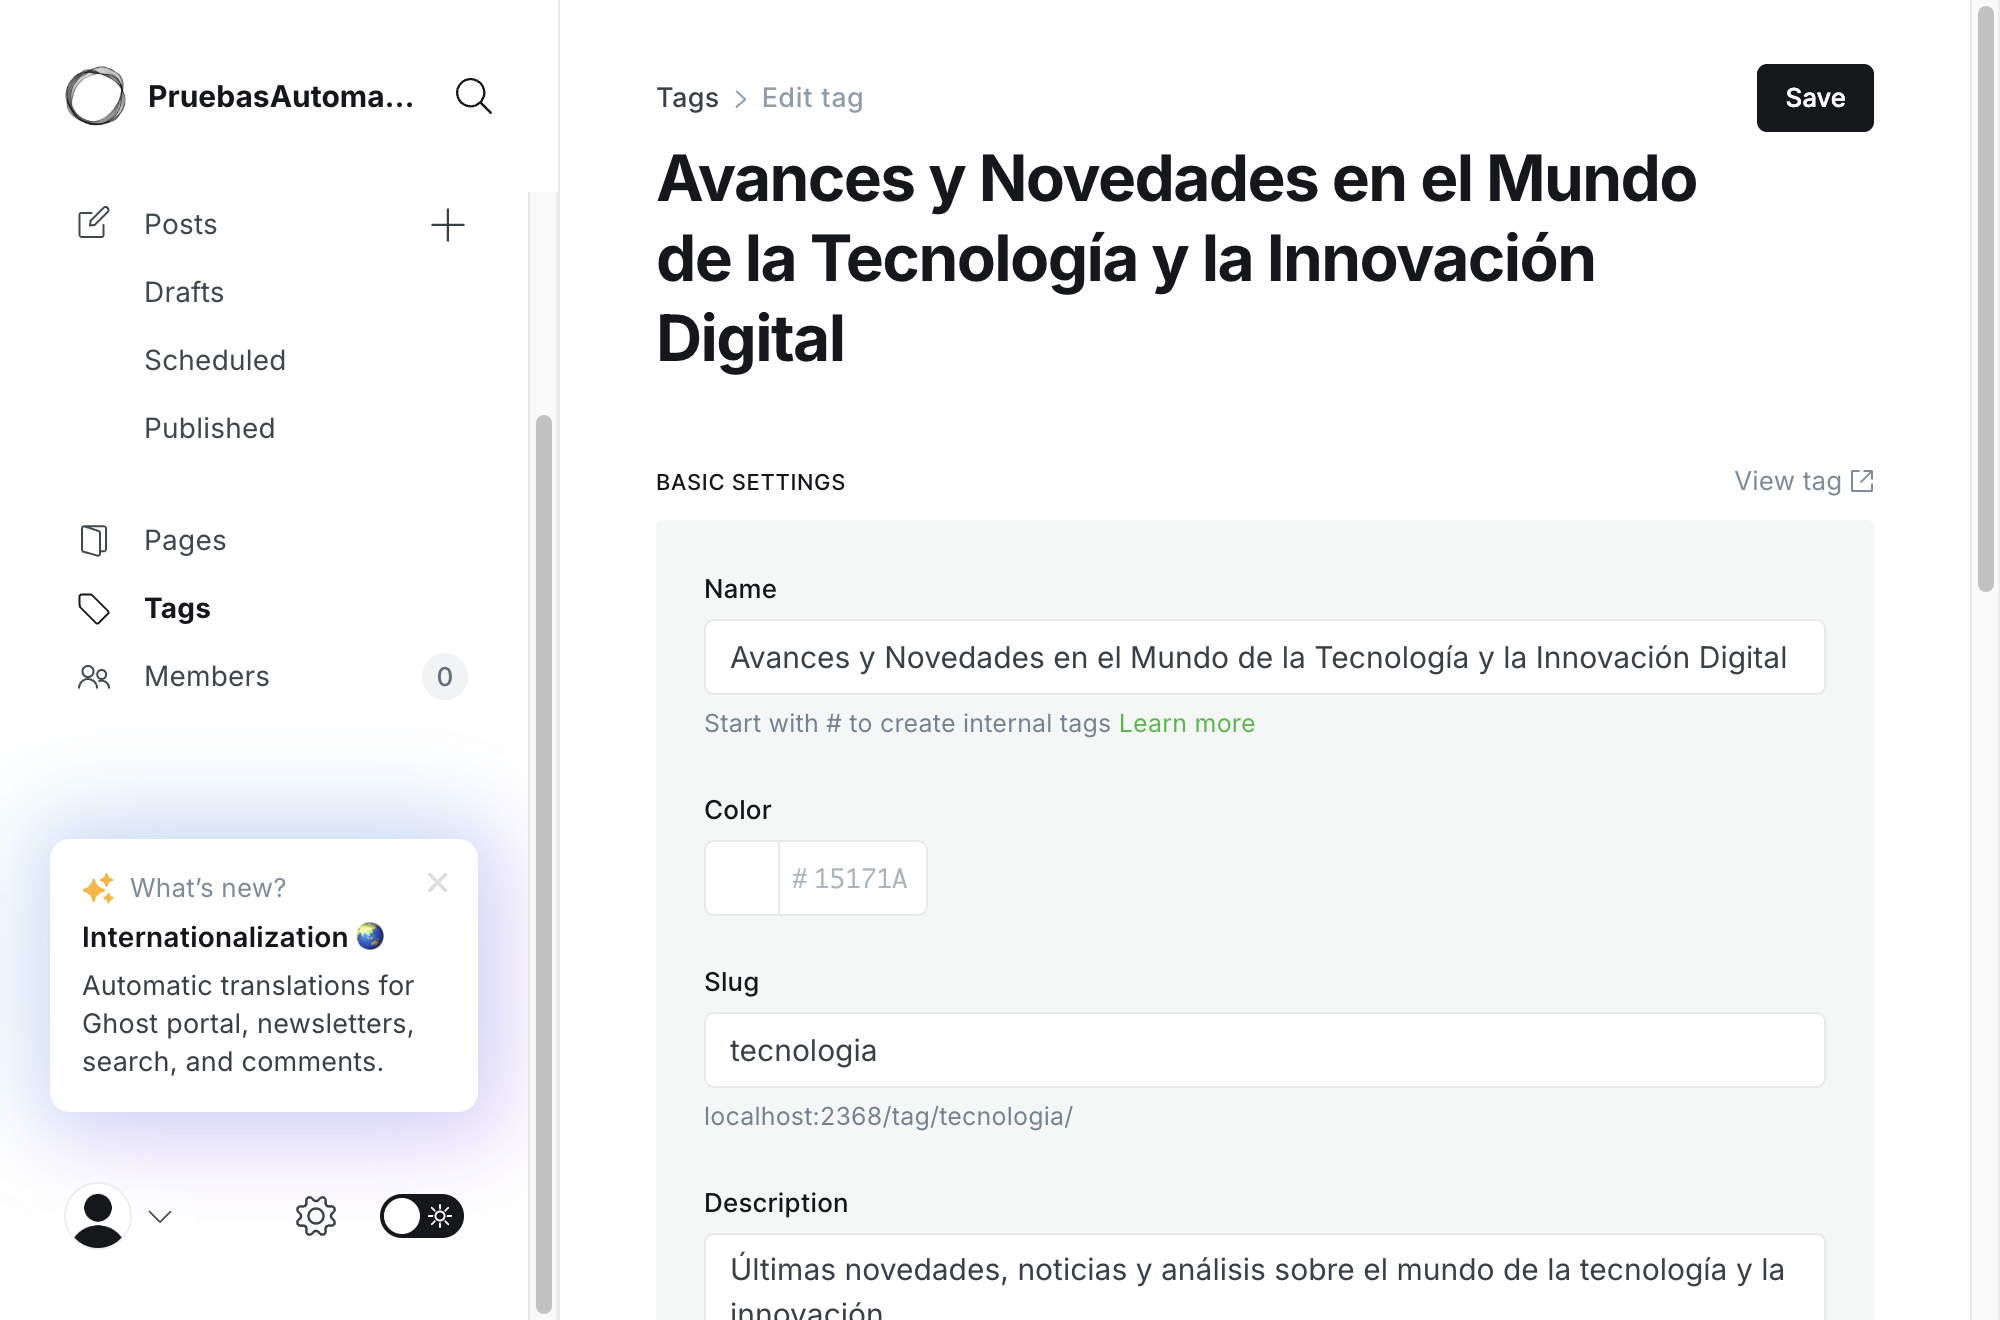 PruebasAutoma...
Posts
Drafts
Scheduled
Published
Pages
Tags
Members
0
What's new?
Internationalization
Automatic translations for
Ghost portal, newsletters,
search, and comments.
Tags > Edit tag
Save
Avances y Novedades en el Mundo
de la Tecnología y la Innovación
Digital
BASIC SETTINGS
View tag
Name
Avances y Novedades en el Mundo de la Tecnología y la Innovación Digital
Start with # to create internal tags Learn more
Color
# 15171A
Slug
tecnologia
localhost:2368/tag/tecnologia/
Description
Últimas novedades, noticias y análisis sobre el mundo de la tecnología y la
innovación